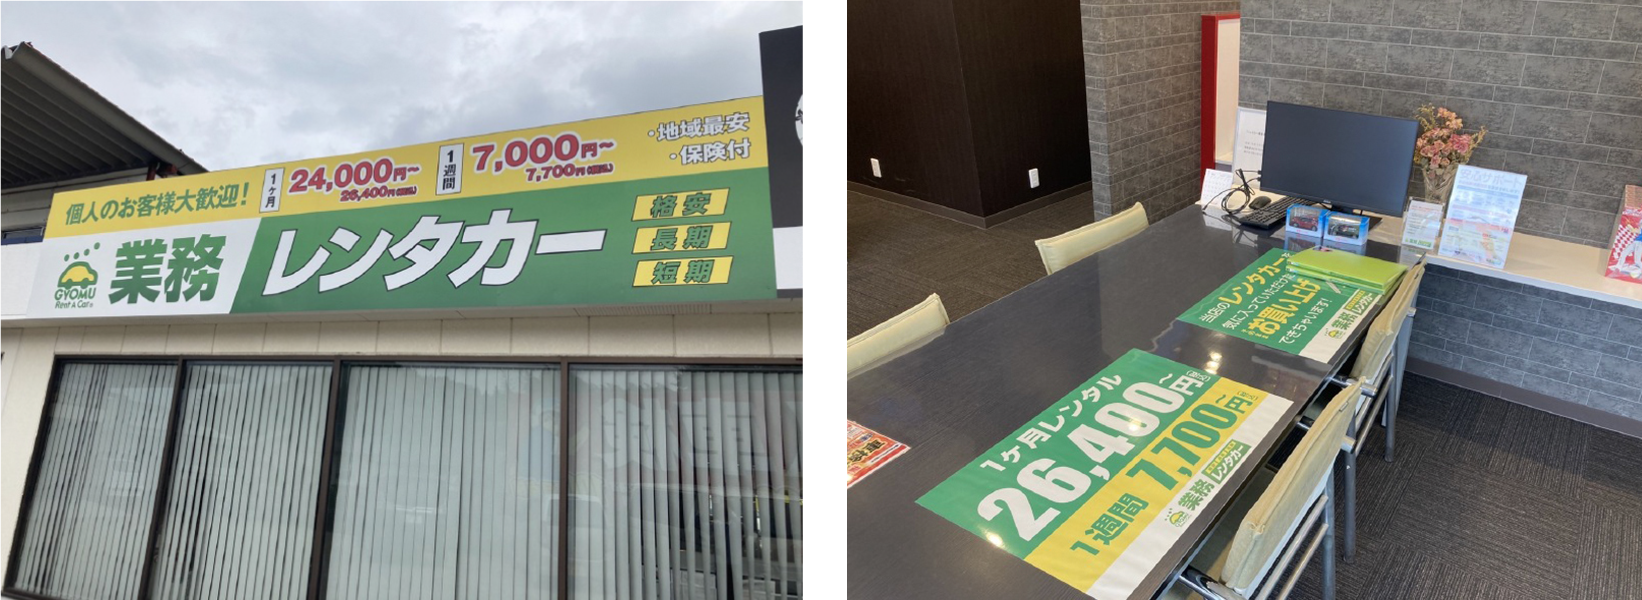 個人のお客様大歓迎！
1ヶ月
24,000円～
26,400円(税込)
1週間
7,000円～
7,700円(税込)
・地域最安
・保険付
GYOMU
Rent A Car
業務
レンタカー
格安
長期
短期
当店のレンタカーを
気に入っていただけた
お買い上げ
できちゃいます！
業務
レンタカー
1ヶ月レンタル
26,400円～
(税込)
1週間
7,700円～
(税込)
業務
レンタカー